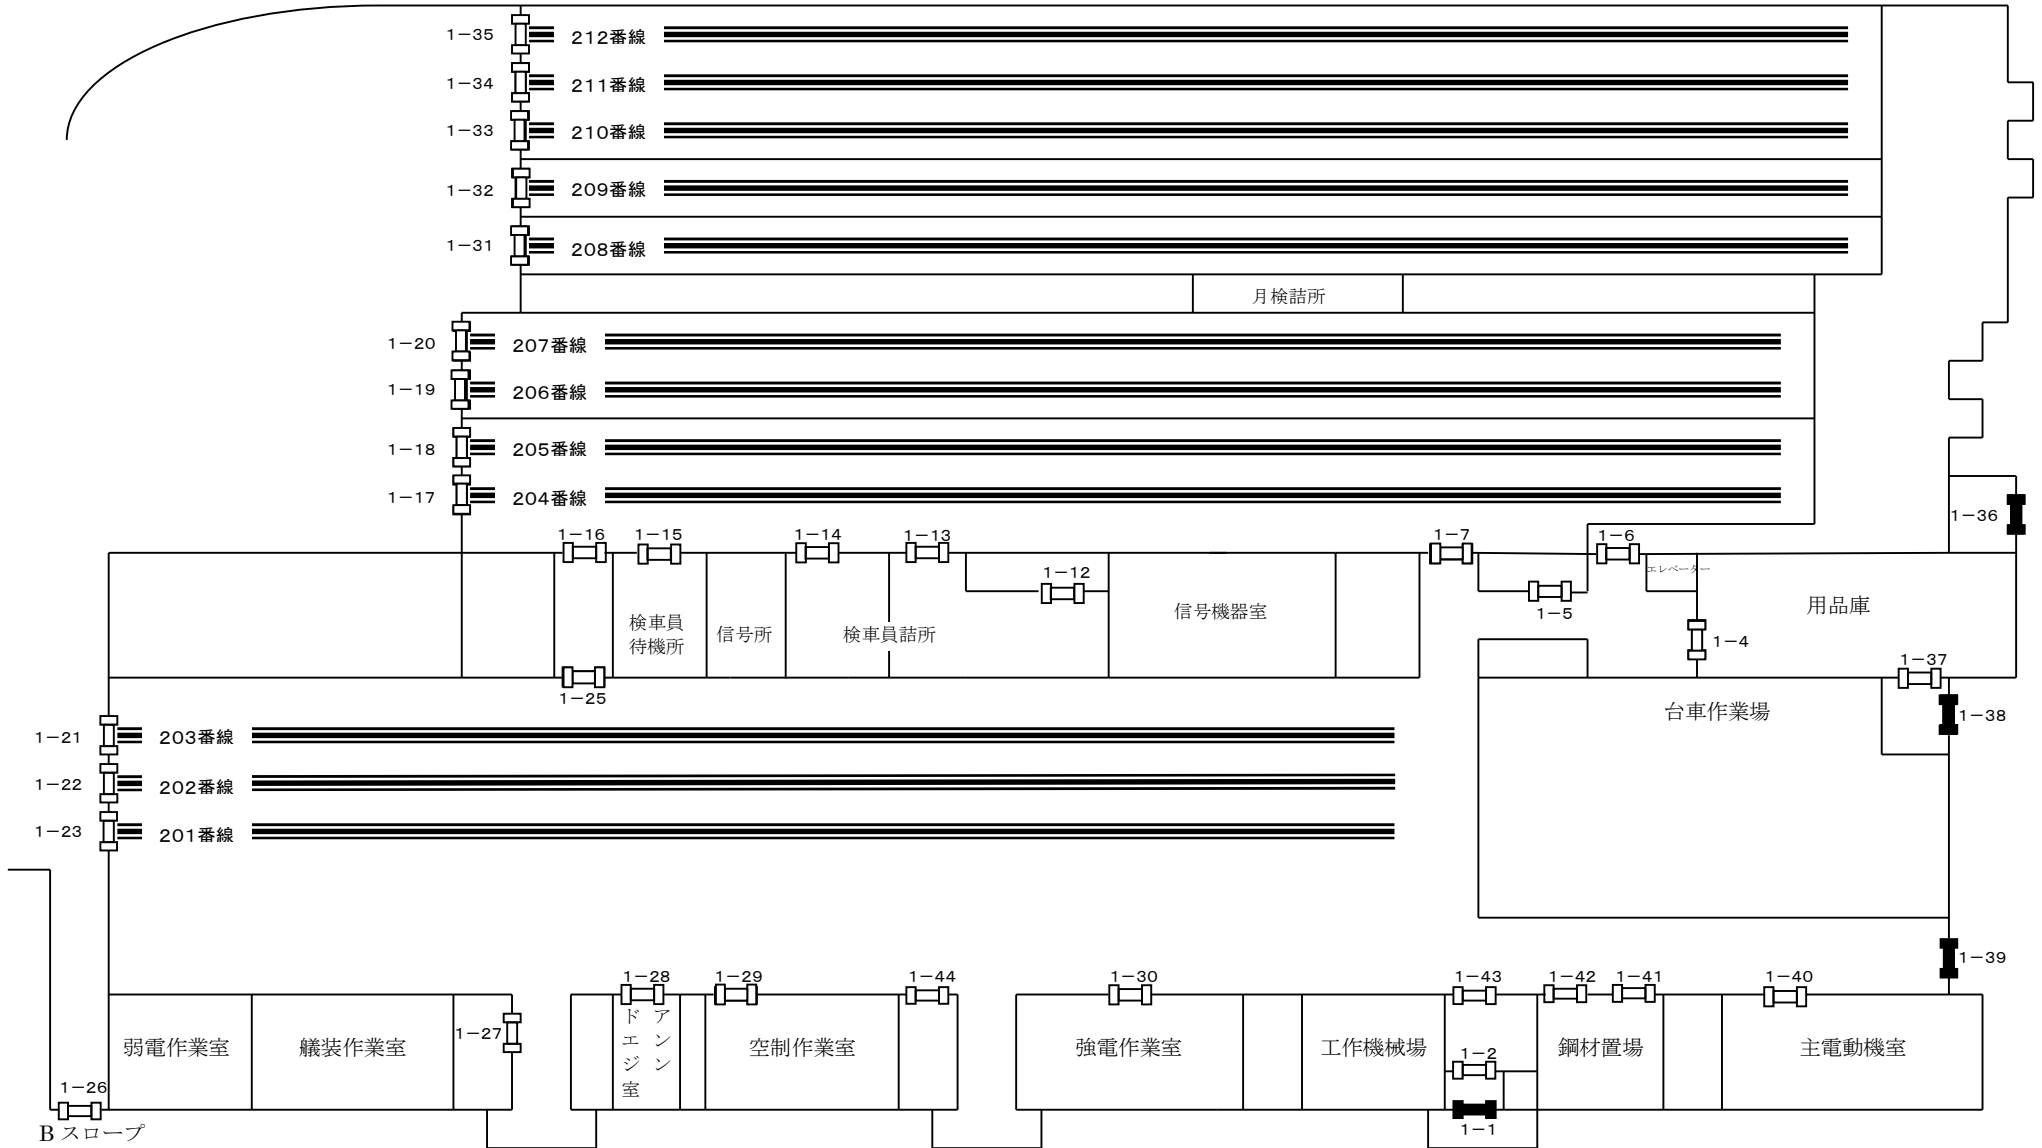 1－35 212番線
1－34 211番線
1－33 210番線
1－32 209番線
1－31 208番線
月検詰所
1－20 207番線
1－19 206番線
1－18 205番線
1－17 204番線
1－36
1－16 1－15 1－14 1－13 1－7 1－6
エレベーター
1－12
1－5
検車員
待機所
信号所
検車員詰所
信号機器室
用品庫
1－4
1－37
1－25
台車作業場
1－38
1－21 203番線
1－22 202番線
1－23 201番線
1－39
1－28 1－29 1－44 1－30 1－43 1－42 1－41 1－40
1－27
弱電作業室
艤装作業室
アンン
ドエジ室
空制作業室
強電作業室
工作機械場
1－2
鋼材置場
主電動機室
1－26
Bスロープ
1－1